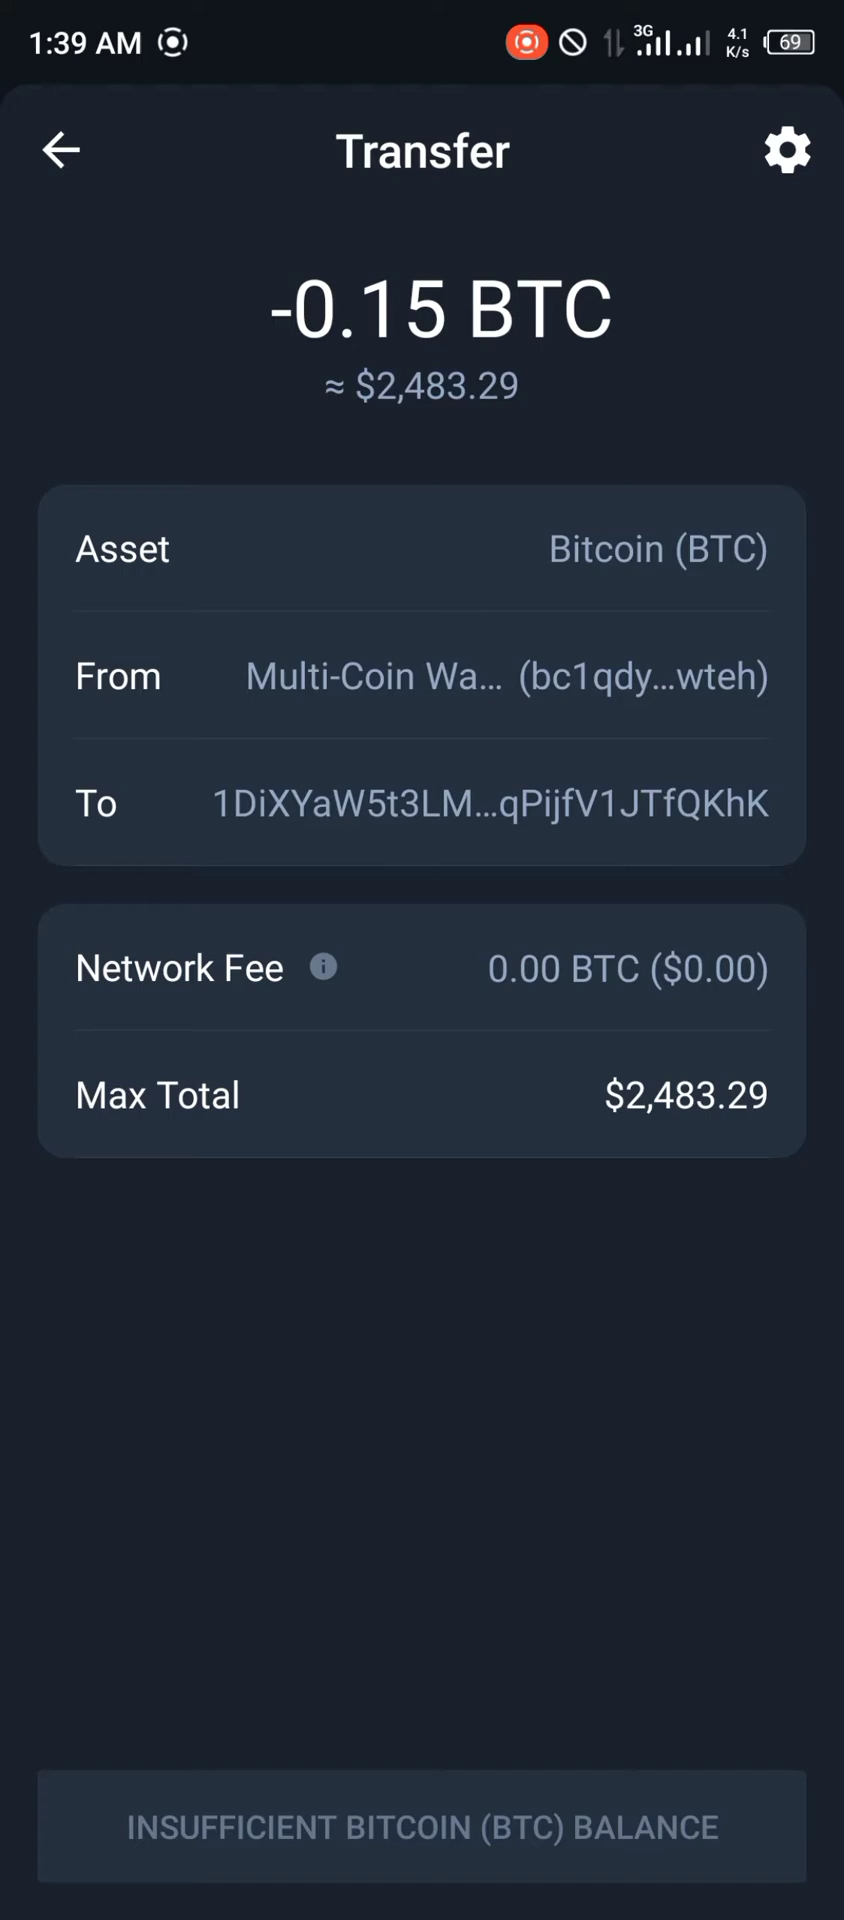 1:39 AM 3G 4.1 K/s 69
Transfer
-0.15 BTC
≈ $2,483.29
Asset Bitcoin (BTC)
From Multi-Coin Wa... (bc1qdy...wteh)
To 1DiXYaW5t3LM...qPijfV1JTfQKhK
Network Fee 0.00 BTC ($0.00)
Max Total $2,483.29
INSUFFICIENT BITCOIN (BTC) BALANCE